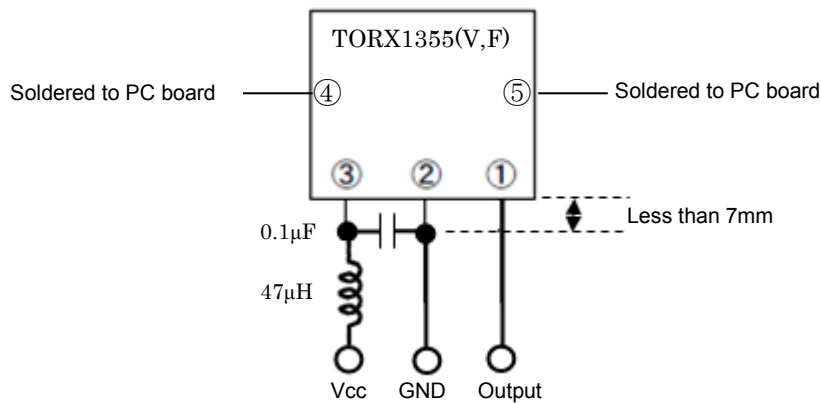 TORX1355(V,F)
Soldered to PC board ④ ⑤ Soldered to PC board
③ ② ①
Less than 7mm
0.1μF
47μH
Vcc GND Output